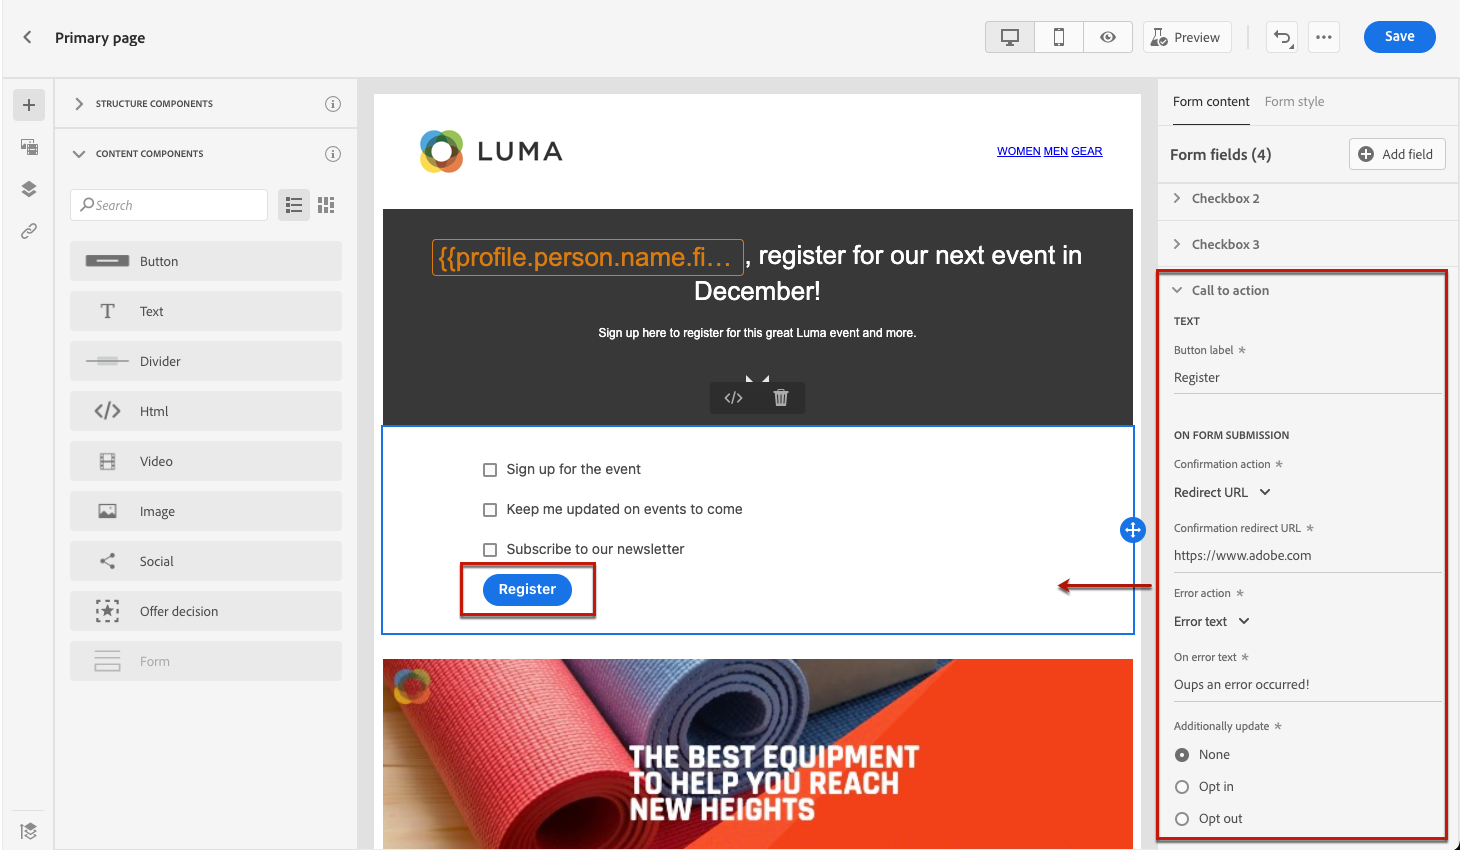 Primary page
Preview
Save
STRUCTURE COMPONENTS
CONTENT COMPONENTS
Search
Button
Text
Divider
Html
Video
Image
Social
Offer decision
Form
LUMA
WOMEN MEN GEAR
{{profile.person.name.fi... , register for our next event in
December!
Sign up here to register for this great Luma event and more.
Sign up for the event
Keep me updated on events to come
Subscribe to our newsletter
Register
THE BEST EQUIPMENT
TO HELP YOU REACH
NEW HEIGHTS
Form content Form style
Form fields (4) Add field
Checkbox 2
Checkbox 3
Call to action
TEXT
Button label *
Register
ON FORM SUBMISSION
Confirmation action *
Redirect URL
Confirmation redirect URL *
https://www.adobe.com
Error action *
Error text
On error text *
Oups an error occurred!
Additionally update *
None
Opt in
Opt out